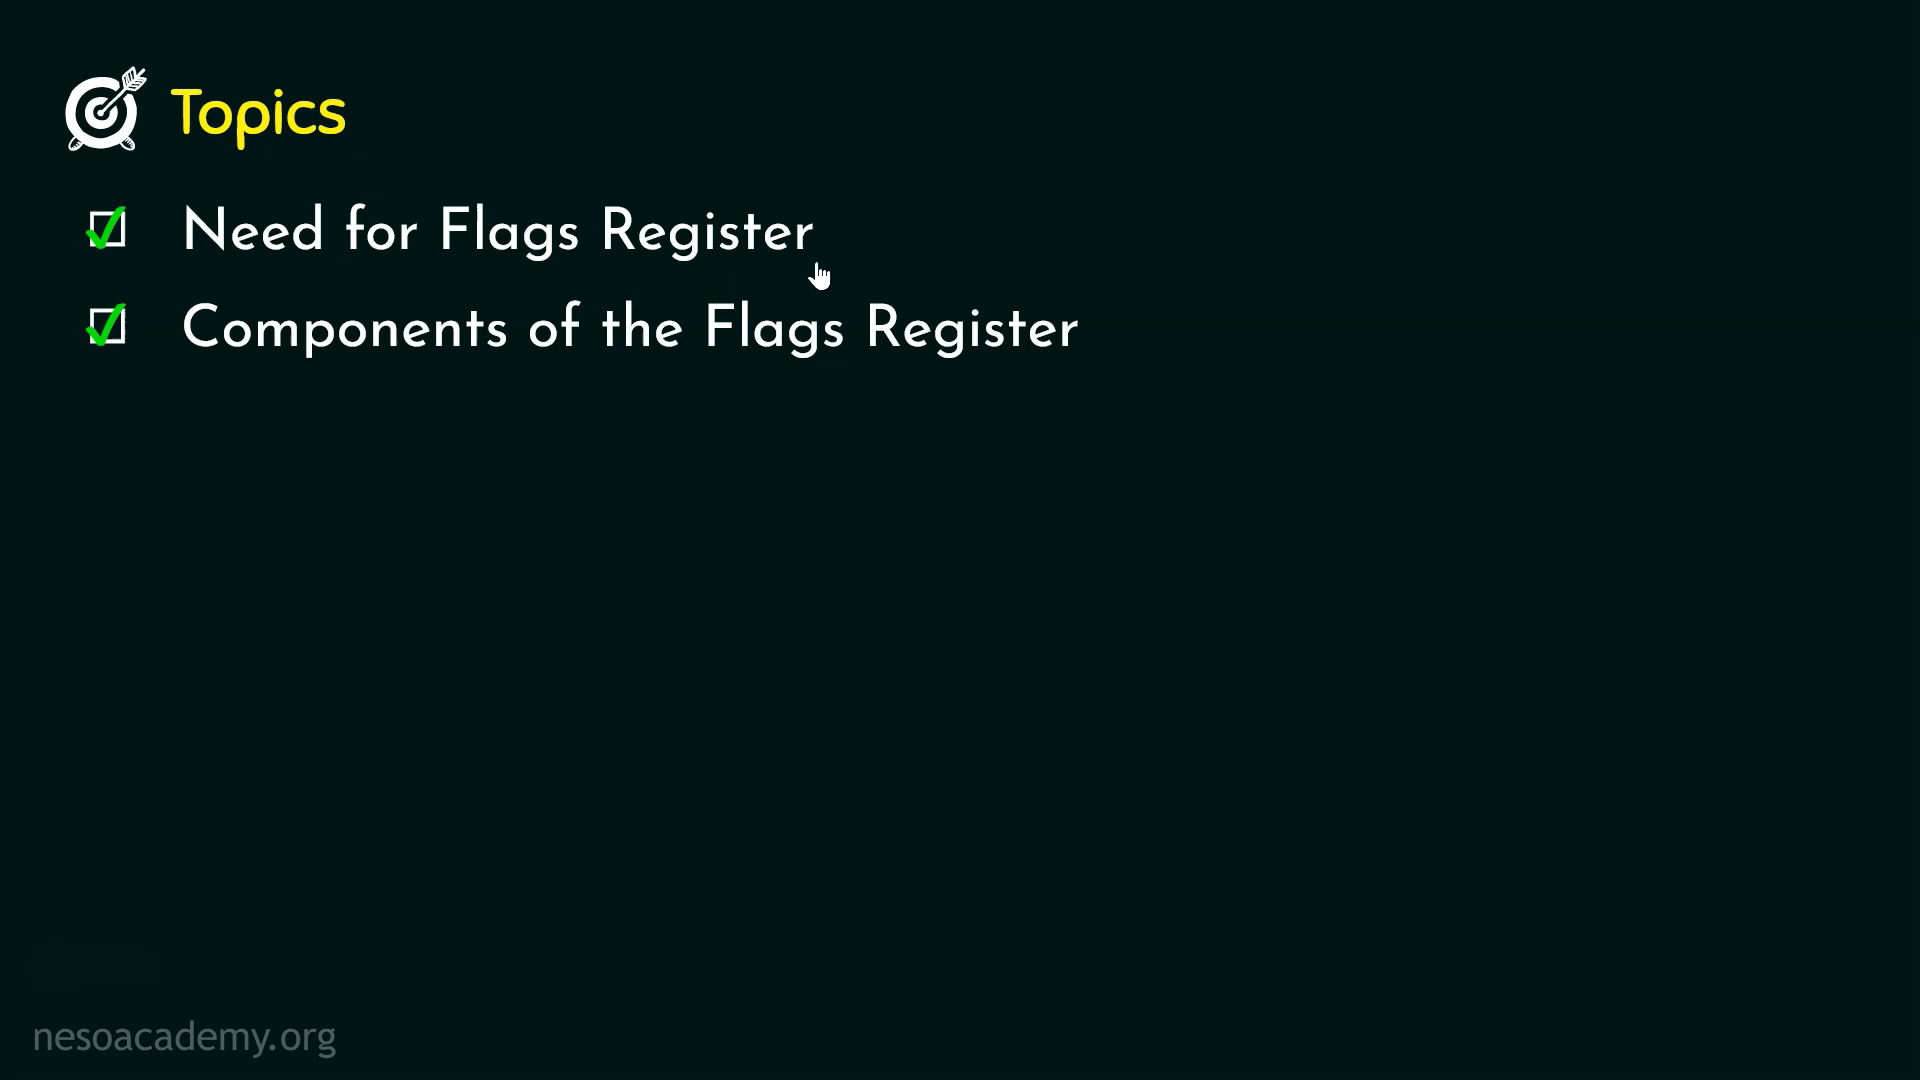 Topics
Need for Flags Register
Components of the Flags Register
nesoacademy.org